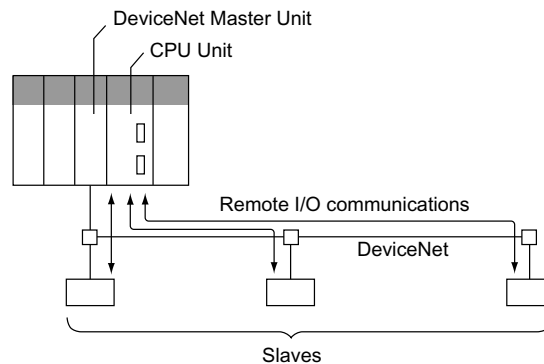 DeviceNet Master Unit
CPU Unit
Remote I/O communications
DeviceNet
Slaves